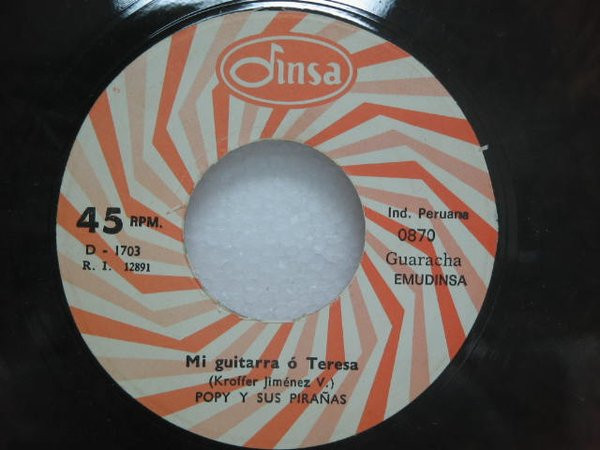 dinsa
45 RPM.
D - 1703
R. I. 12891
Ind. Peruana
0870
Guaracha
EMUDINSA
Mi guitarra ó Teresa
(Kroffer Jiménez V.)
POPY Y SUS PIRAÑAS